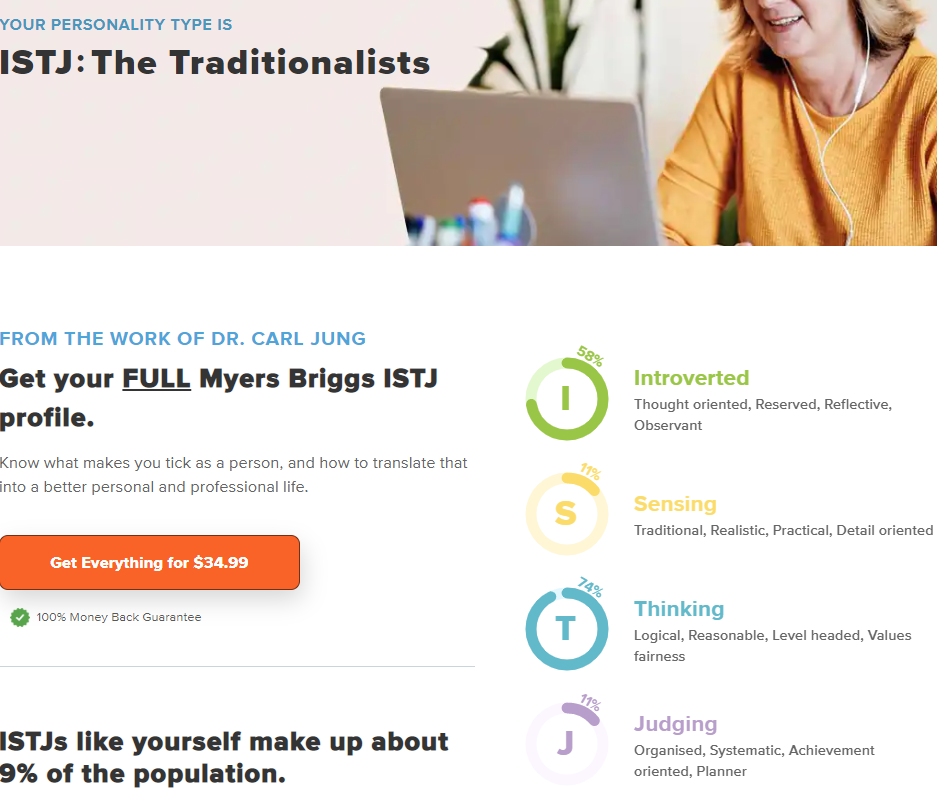 YOUR PERSONALITY TYPE IS
ISTJ: The Traditionalists
FROM THE WORK OF DR. CARL JUNG
Get your FULL Myers Briggs ISTJ
profile.
Know what makes you tick as a person, and how to translate that
into a better personal and professional life.
Get Everything for $34.99
100% Money Back Guarantee
ISTJs like yourself make up about
9% of the population.
58%
I
Introverted
Thought oriented, Reserved, Reflective,
Observant
11%
S
Sensing
Traditional, Realistic, Practical, Detail oriented
74%
T
Thinking
Logical, Reasonable, Level headed, Values
fairness
11%
J
Judging
Organised, Systematic, Achievement
oriented, Planner